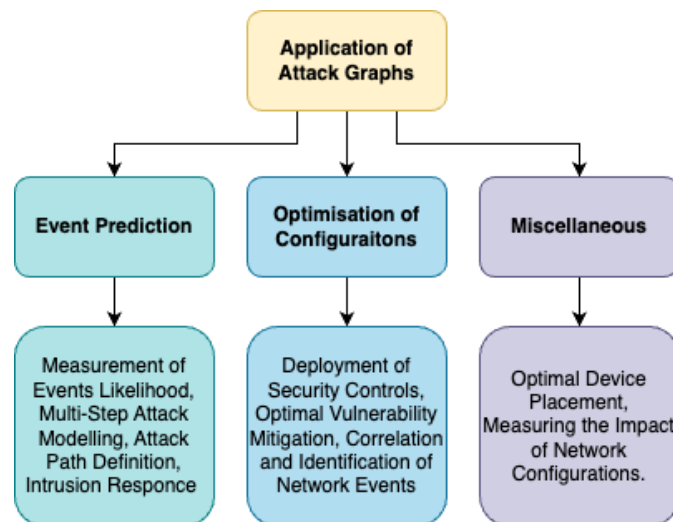 Application of
Attack Graphs
Event Prediction
Optimisation of
Configuraitons
Miscellaneous
Measurement of
Events Likelihood,
Multi-Step Attack
Modelling, Attack
Path Definition,
Intrusion Responce
Deployment of
Security Controls,
Optimal Vulnerability
Mitigation, Correlation
and Identification of
Network Events
Optimal Device
Placement,
Measuring the Impact
of Network
Configurations.